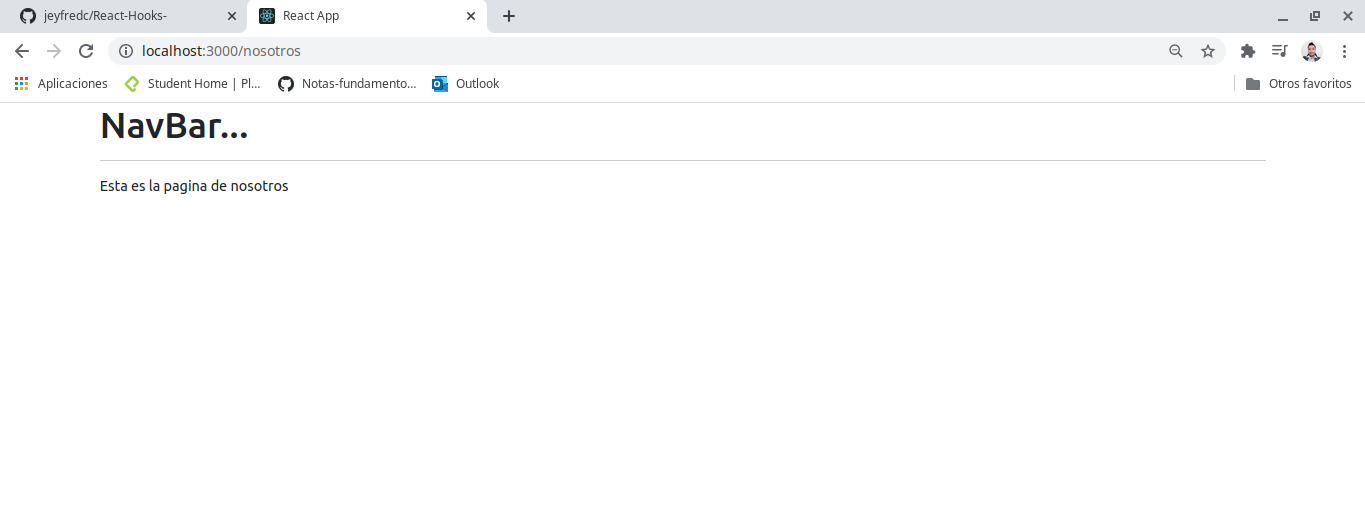 jeyfredc/React-Hooks-
React App
localhost:3000/nosotros
Aplicaciones
Student Home | Pl...
Notas-fundamento...
Outlook
Otros favoritos
NavBar...
Esta es la pagina de nosotros